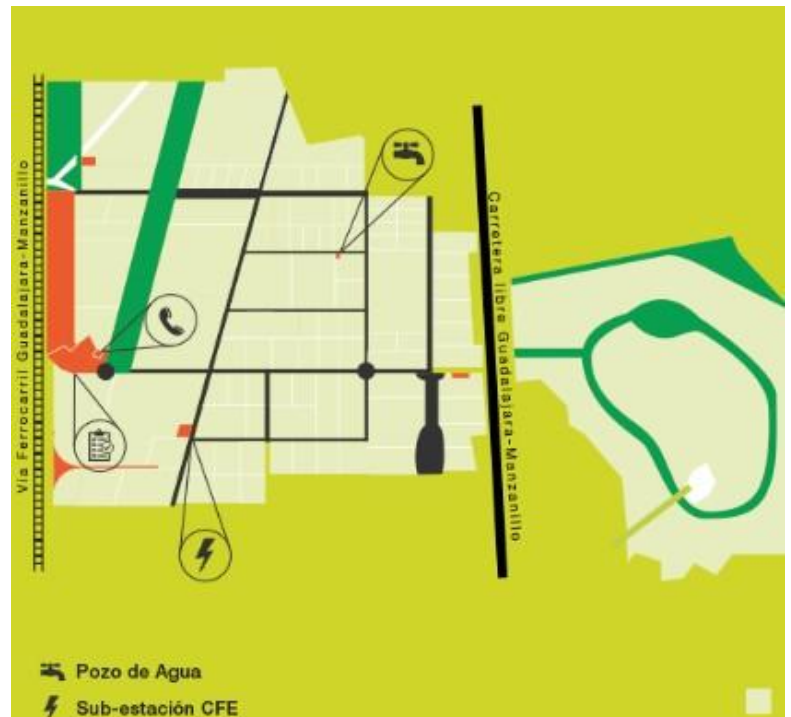 Vía Ferrocarril Guadalajara-Manzanillo
Carretera libre Guadalajara-Manzanillo
Pozo de Agua
Sub-estación CFE